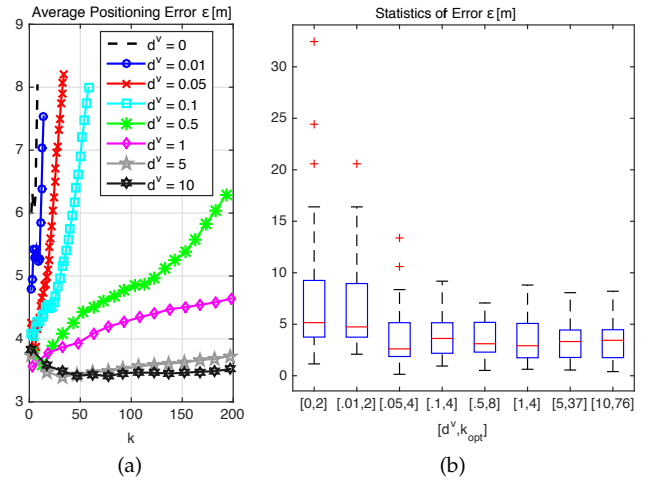 Average Positioning Error ε [m]
9
8
7
6
5
4
3
d^v = 0
d^v = 0.01
d^v = 0.05
d^v = 0.1
d^v = 0.5
d^v = 1
d^v = 5
d^v = 10
0 50 100 150 200
k
(a)
Statistics of Error ε [m]
35
30
25
20
15
10
5
0
[0,2] [.01,2] [.05,4] [.1,4] [.5,8] [1,4] [5,37] [10,76]
[d^v,k_opt]
(b)